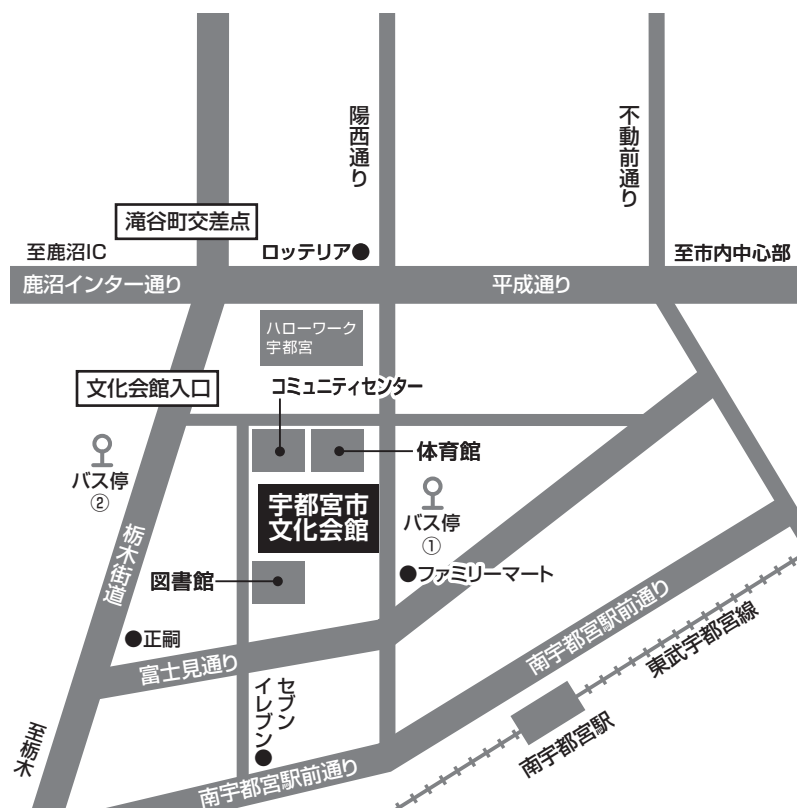 陽西通り
不動前通り
滝谷町交差点
至鹿沼IC
ロッテリア●
至市内中心部
鹿沼インター通り
平成通り
ハローワーク
宇都宮
文化会館入口
コミュニティセンター
体育館
バス停
②
宇都宮市
文化会館
バス停
①
栃木街道
図書館
●ファミリーマート
●正嗣
富士見通り
南宇都宮駅前通り
東武宇都宮線
セブン
イレブン
南宇都宮駅
至栃木
南宇都宮駅前通り